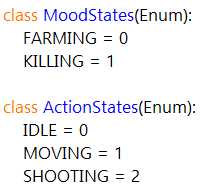 class MoodStates(Enum):
    FARMING = 0
    KILLING = 1

class ActionStates(Enum):
    IDLE = 0
    MOVING = 1
    SHOOTING = 2